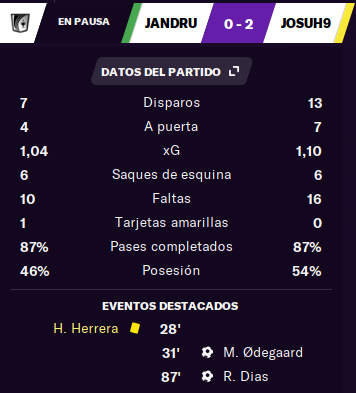 EN PAUSA JANDRU 0 - 2 JOSUH9
DATOS DEL PARTIDO
7 Disparos 13
4 A puerta 7
1,04 xG 1,10
6 Saques de esquina 6
10 Faltas 16
1 Tarjetas amarillas 0
87% Pases completados 87%
46% Posesión 54%
EVENTOS DESTACADOS
H. Herrera 28'
31' M. Ødegaard
87' R. Dias